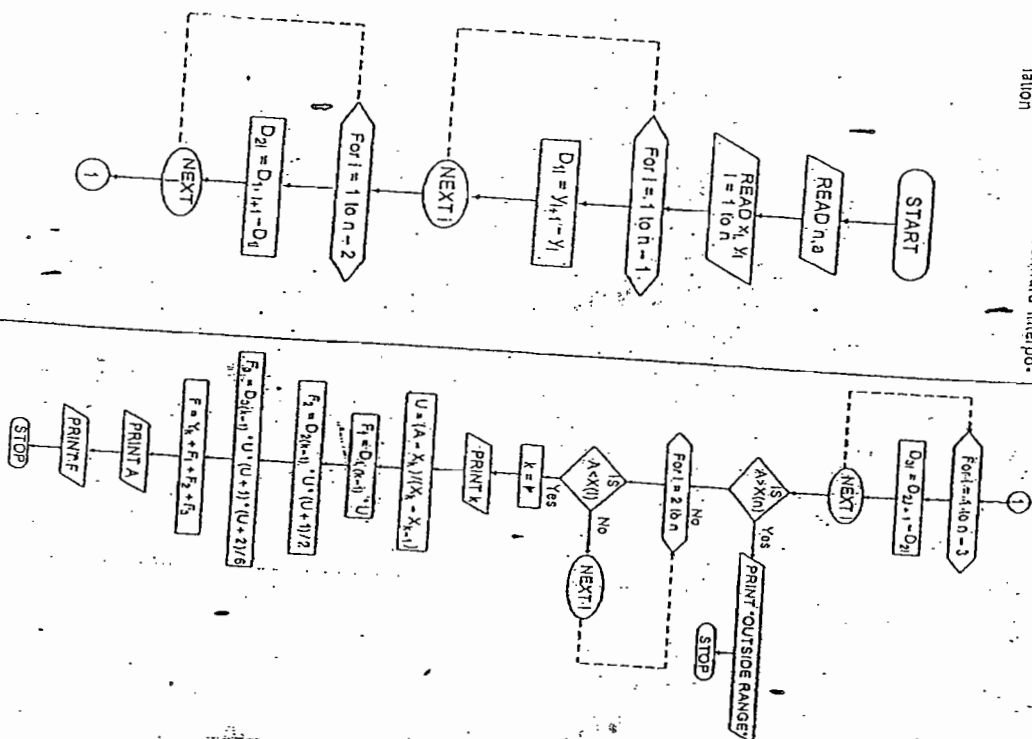 lation
START
READ n,a
READ xᵢ, yᵢ
i = 1 to n
For i = 1 to n – 1
D₁ᵢ = yᵢ₊₁ – yᵢ
NEXT i
For i = 1 to n – 2
D₂ᵢ = D₁, ᵢ₊₁ – D₁ᵢ
NEXT
1
1
For i = 1 to n – 3
D₃ᵢ = D₂ᵢ₊₁ – D₂ᵢ
NEXT i
IS
A > X(n)
Yes
PRINT "OUTSIDE RANGE"
STOP
No
For I = 2 to n
IS
A < X(I)
No
NEXT I
Yes
PRINT k
U = (A – Xₖ)/(Xₖ – Xₖ₋₁)
F₁ = D₁,(k–1) * U
F₂ = D₂(k–1) * U * (U + 1)/2
F₃ = D₃(k–1) * U * (U + 1) * (U + 2)/6
F = Yₖ + F₁ + F₂ + F₃
PRINT A
PRINT F
STOP